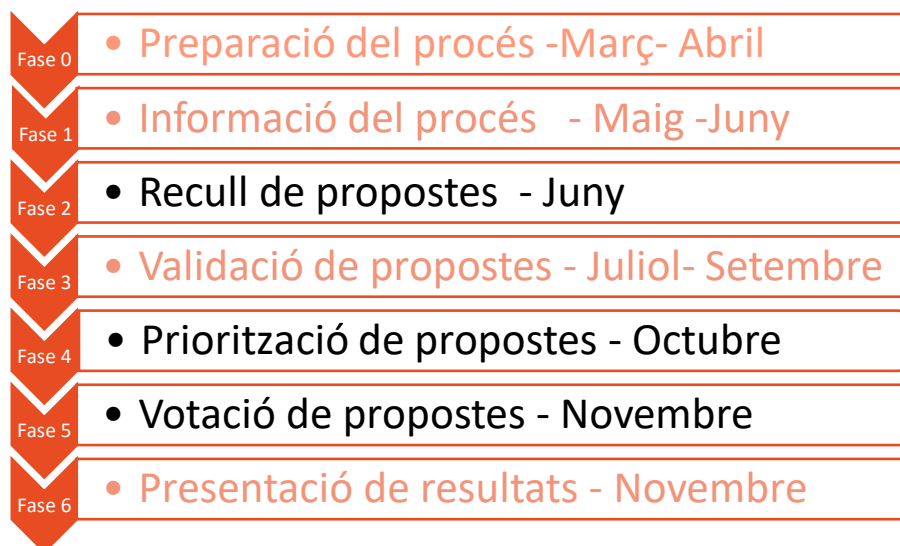 Fase 0
• Preparació del procés -Març- Abril
Fase 1
• Informació del procés - Maig -Juny
Fase 2
• Recull de propostes - Juny
Fase 3
• Validació de propostes - Juliol- Setembre
Fase 4
• Priorització de propostes - Octubre
Fase 5
• Votació de propostes - Novembre
Fase 6
• Presentació de resultats - Novembre